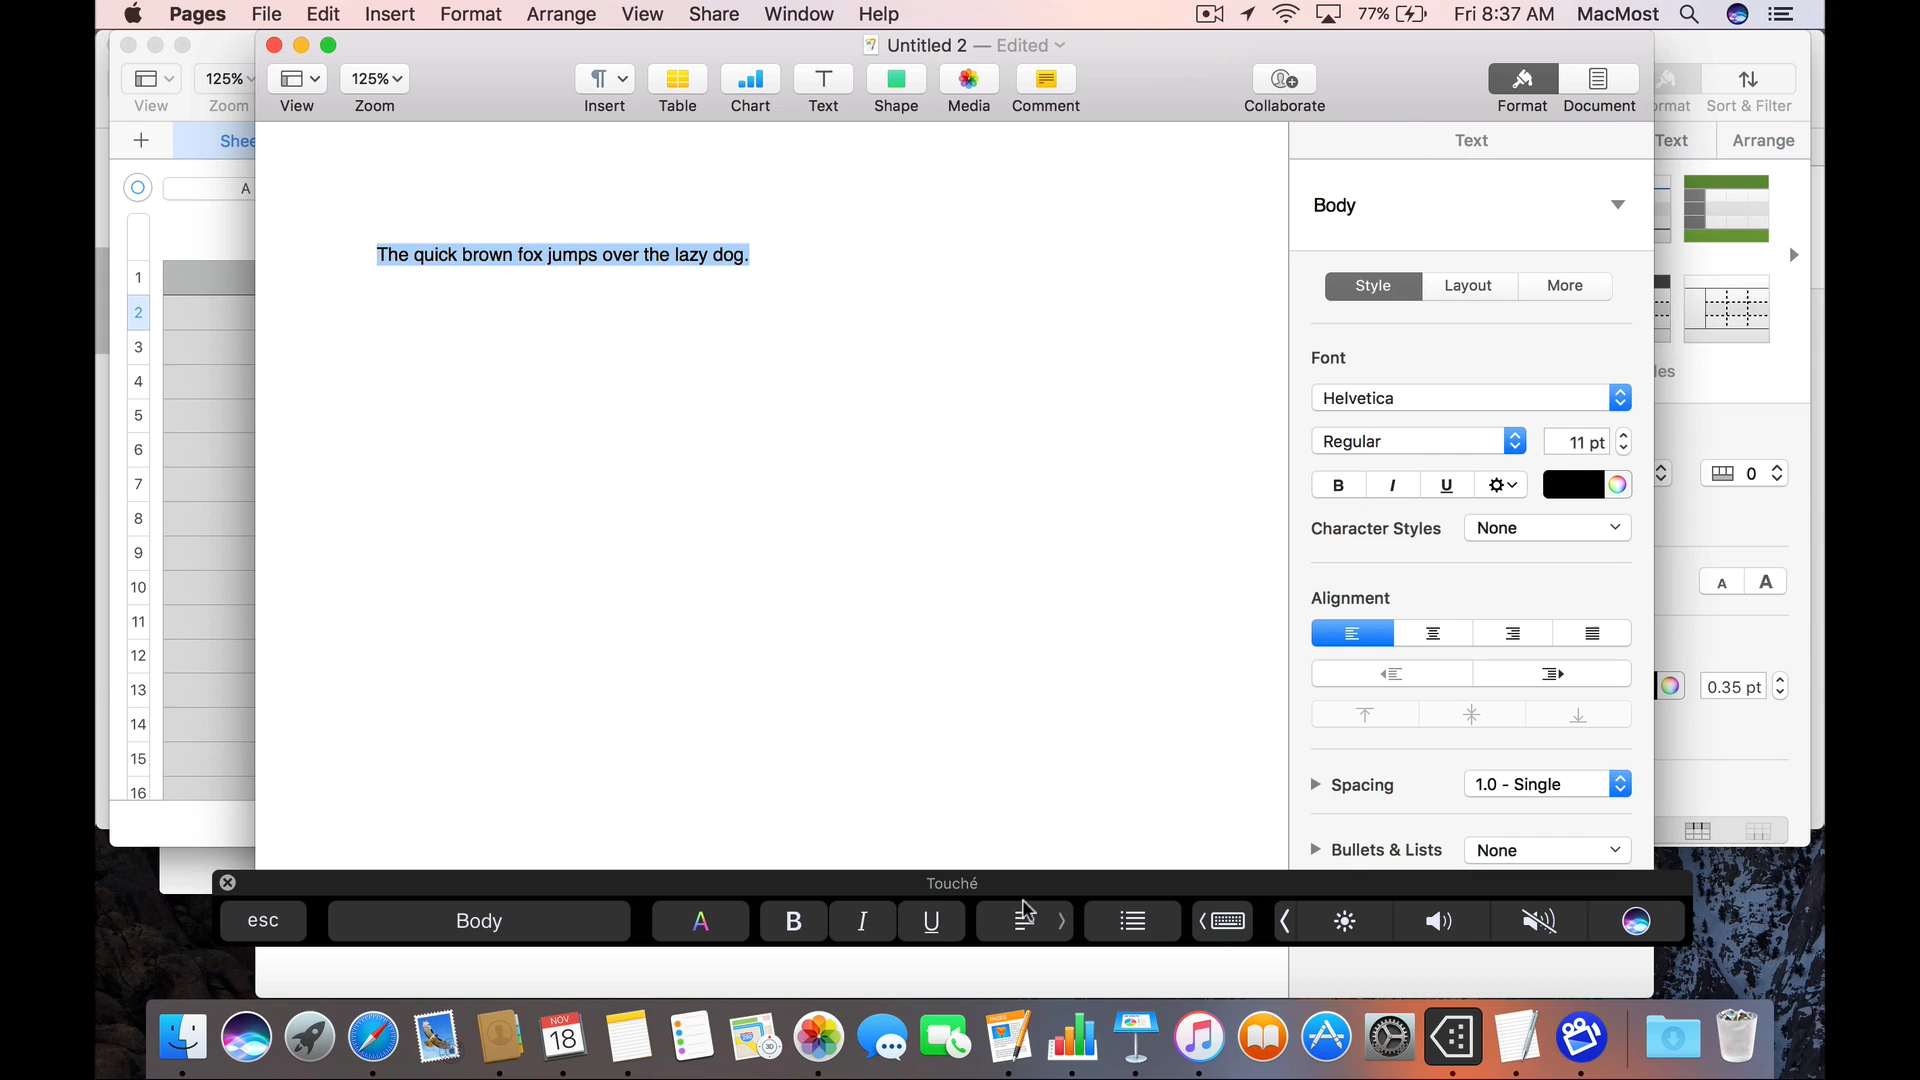 Pages File Edit Insert Format Arrange View Share Window Help 77% Fri 8:37 AM MacMost
Untitled 2 — Edited
125% 125%
View Zoom View Zoom Insert Table Chart Text Shape Media Comment Collaborate Format Document Sort & Filter
Text Text Arrange
A
Body
The quick brown fox jumps over the lazy dog.
Style Layout More
1
2
3
4
5
6
7
8
9
10
11
12
13
14
15
16
Font
Helvetica
Regular 11 pt
B I U
0
Character Styles None
A A
Alignment
0.35 pt
Spacing 1.0 - Single
Bullets & Lists None
Touché
esc Body A B I U
NOV
18
3D
PAGES